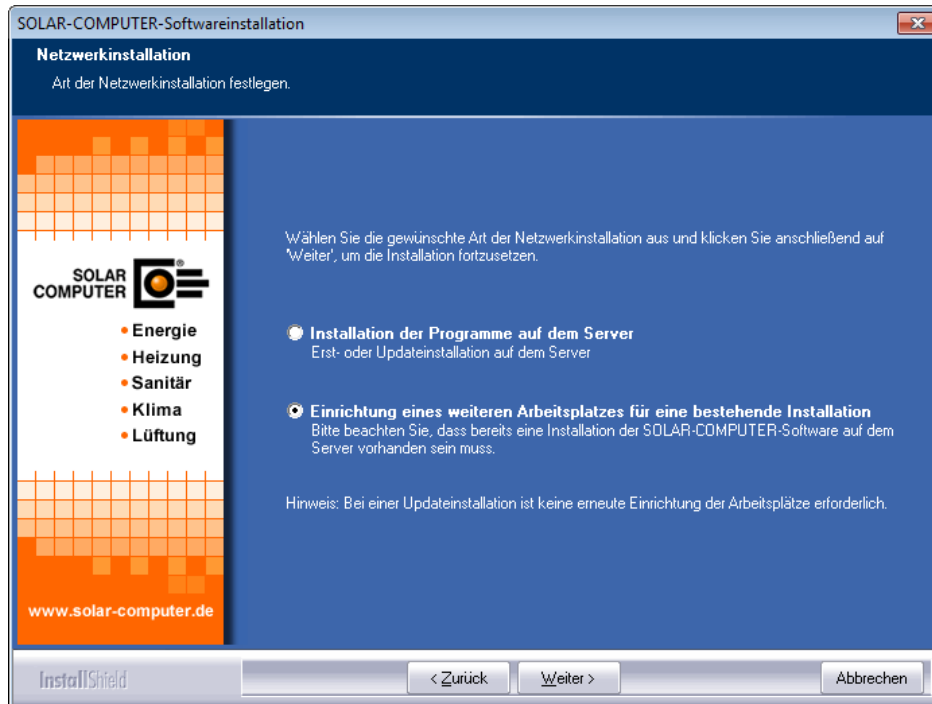 SOLAR-COMPUTER-Softwareinstallation
Netzwerkinstallation
Art der Netzwerkinstallation festlegen.
Wählen Sie die gewünschte Art der Netzwerkinstallation aus und klicken Sie anschließend auf
'Weiter', um die Installation fortzusetzen.
SOLAR
COMPUTER
®
• Energie
• Heizung
• Sanitär
• Klima
• Lüftung
Installation der Programme auf dem Server
Erst- oder Updateinstallation auf dem Server
Einrichtung eines weiteren Arbeitsplatzes für eine bestehende Installation
Bitte beachten Sie, dass bereits eine Installation der SOLAR-COMPUTER-Software auf dem
Server vorhanden sein muss.
Hinweis: Bei einer Updateinstallation ist keine erneute Einrichtung der Arbeitsplätze erforderlich.
www.solar-computer.de
InstallShield
< Zurück
Weiter >
Abbrechen